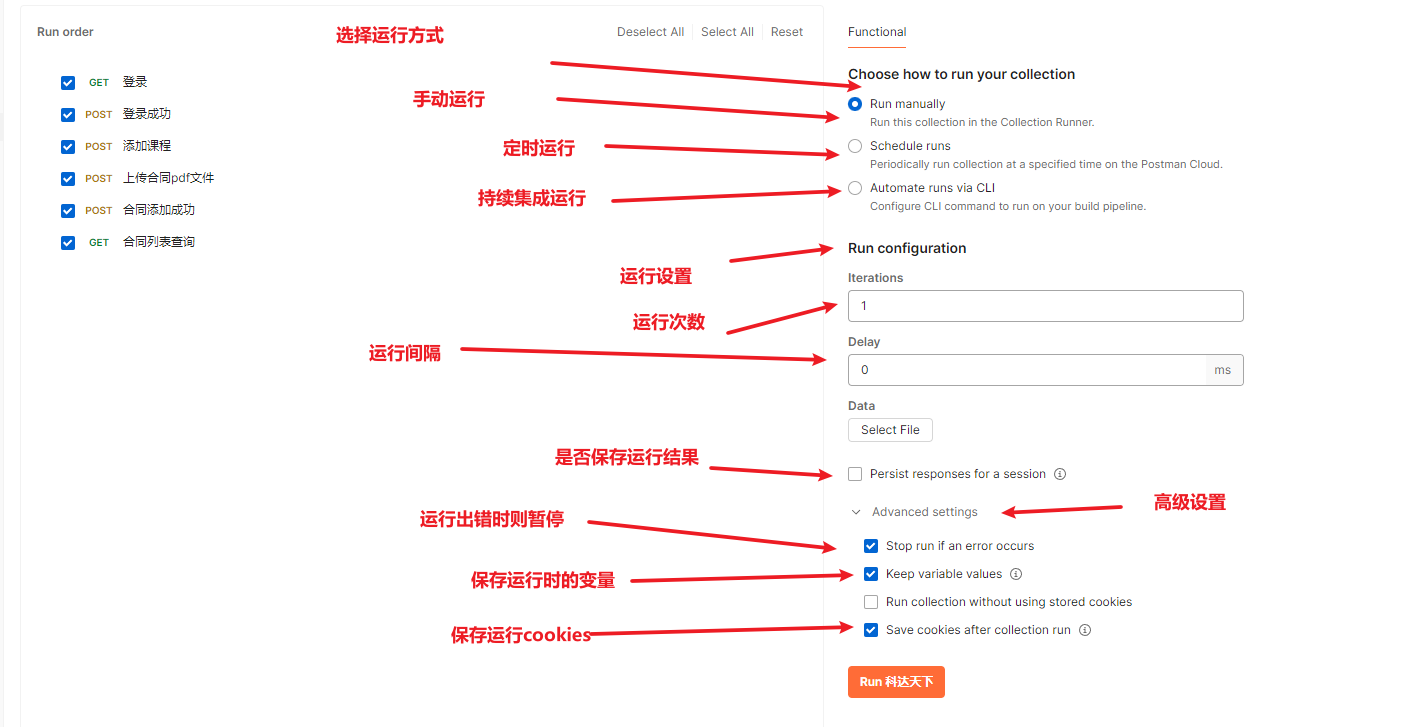 Run order
选择运行方式
Deselect All
Select All
Reset
GET 登录
POST 登录成功
POST 添加课程
POST 上传合同pdf文件
POST 合同添加成功
GET 合同列表查询
Functional
Choose how to run your collection
手动运行
Run manually
Run this collection in the Collection Runner.
定时运行
Schedule runs
Periodically run collection at a specified time on the Postman Cloud.
持续集成运行
Automate runs via CLI
Configure CLI command to run on your build pipeline.
运行设置
Run configuration
运行次数
Iterations
1
运行间隔
Delay
0 ms
Data
Select File
是否保存运行结果
Persist responses for a session
Advanced settings
高级设置
运行出错时则暂停
Stop run if an error occurs
保存运行时的变量
Keep variable values
Run collection without using stored cookies
保存运行cookies
Save cookies after collection run
Run 科达天下